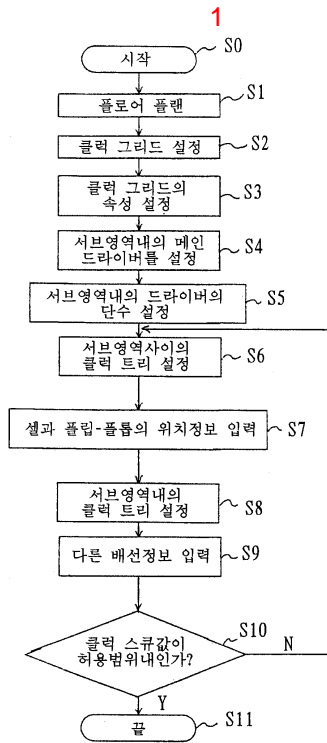 1
시작
S0
플로어 플랜
S1
클럭 그리드 설정
S2
클럭 그리드의
속성 설정
S3
서브영역내의 메인
드라이버를 설정
S4
서브영역내의 드라이버의
단수 설정
S5
서브영역사이의
클럭 트리 설정
S6
셀과 플립-플롭의 위치정보 입력
S7
서브영역내의
클럭 트리 설정
S8
다른 배선정보 입력
S9
클럭 스큐값이
허용범위내인가?
S10
N
Y
끝
S11